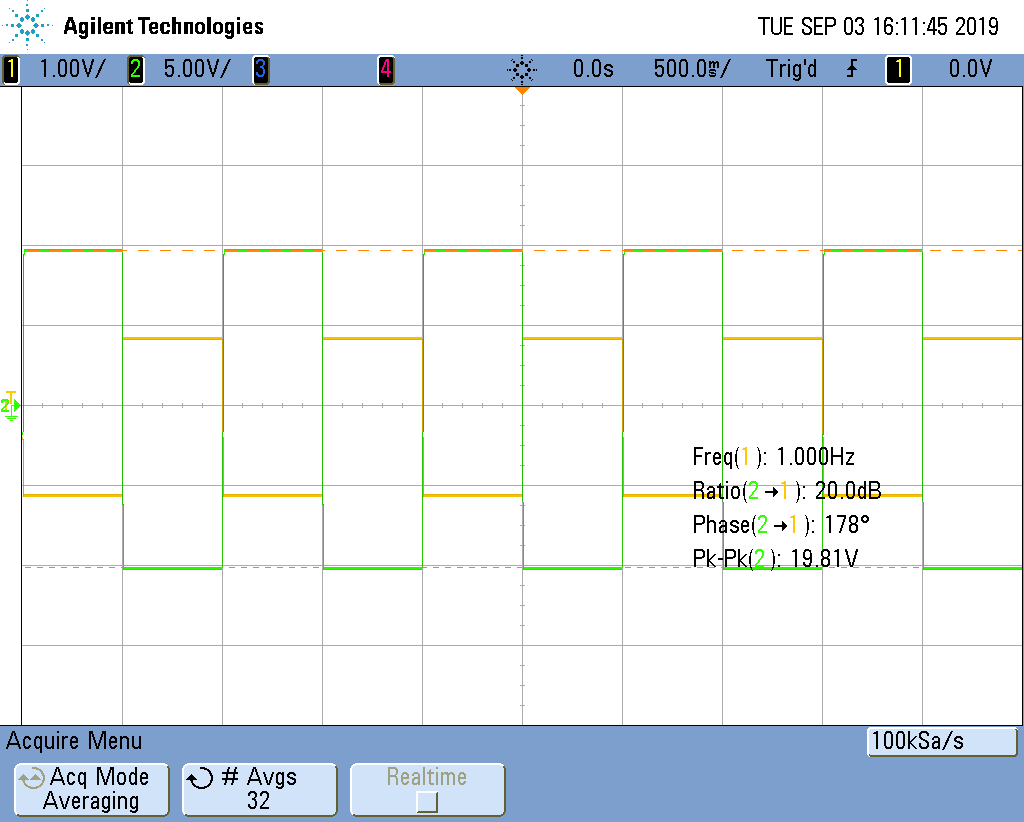 Agilent Technologies
TUE SEP 03 16:11:45 2019
1 1.00V/ 2 5.00V/ 3 4 0.0s 500.0ms/ Trig'd 1 0.0V
T
2
Freq(1): 1.000Hz
Ratio(2→1): 20.0dB
Phase(2→1): 178°
Pk-Pk(2): 19.81V
Acquire Menu
100kSa/s
Acq Mode
Averaging
# Avgs
32
Realtime